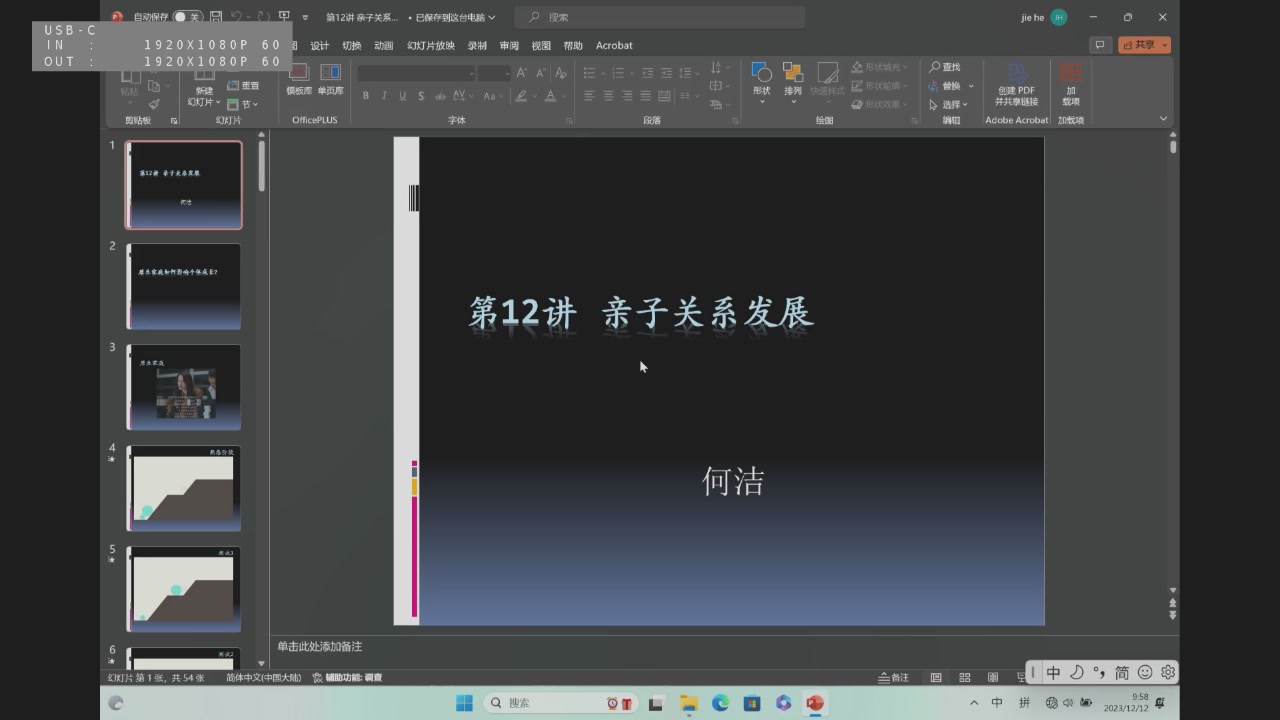 USB-C
IN : 1920X1080P 60
OUT : 1920X1080P 60
自动保存 关
第12讲 亲子关系... • 已保存到这台电脑
搜索
jie he
JH
设计 切换 动画 幻灯片放映 录制 审阅 视图 帮助 Acrobat
共享
粘贴
剪贴板
新建
幻灯片
重置
节
幻灯片
模板库 单页库
OfficePLUS
B I U S ab AV Aa A
字体
段落
形状 排列 快速样式
形状填充
形状轮廓
形状效果
绘图
查找
替换
选择
编辑
创建 PDF
并共享链接
Adobe Acrobat
加
载项
加载项
1
第12讲 亲子关系发展
何洁
2
原生家庭如何影响个体成长?
3
原生家庭
4
5
测试1
6
测试2
第12讲 亲子关系发展
何洁
单击此处添加备注
幻灯片 第 1 张，共 54 张 简体中文(中国大陆) 辅助功能: 调查
备注
中 简
搜索
中 拼
9:58
2023/12/12